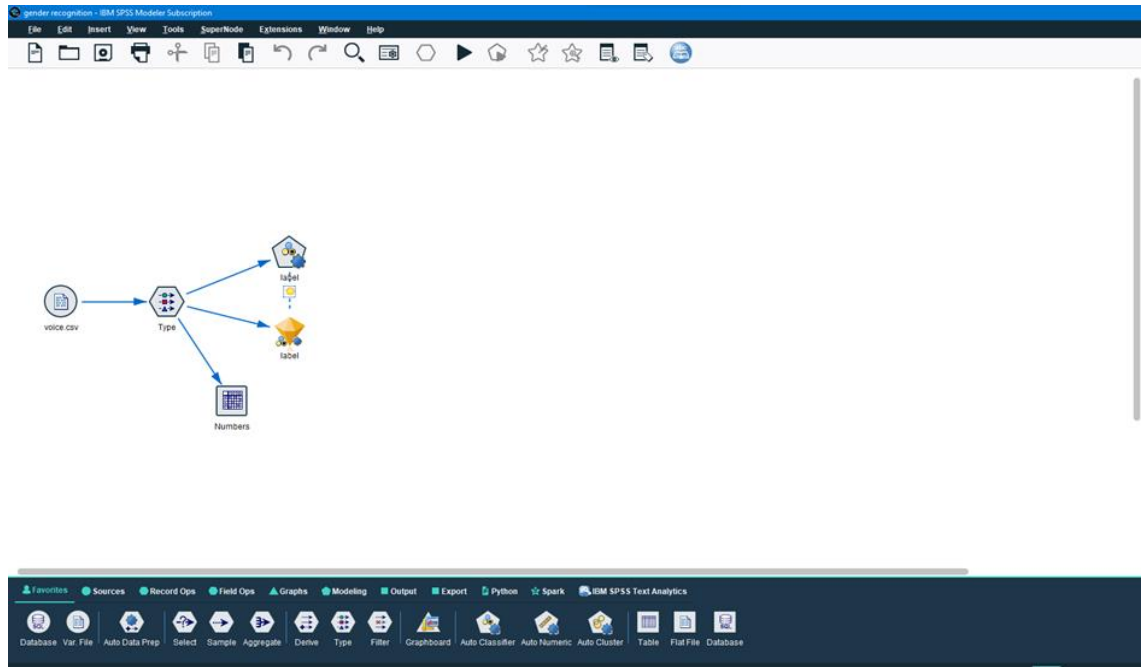 gender recognition - IBM SPSS Modeler Subscription
File Edit Insert View Tools SuperNode Extensions Window Help
label
voice.csv
Type
label
Numbers
Favorites Sources Record Ops Field Ops Graphs Modeling Output Export Python Spark IBM SPSS Text Analytics
Database Var. File Auto Data Prep Select Sample Aggregate Derive Type Filter Graphboard Auto Classifier Auto Numeric Auto Cluster Table Flat File Database